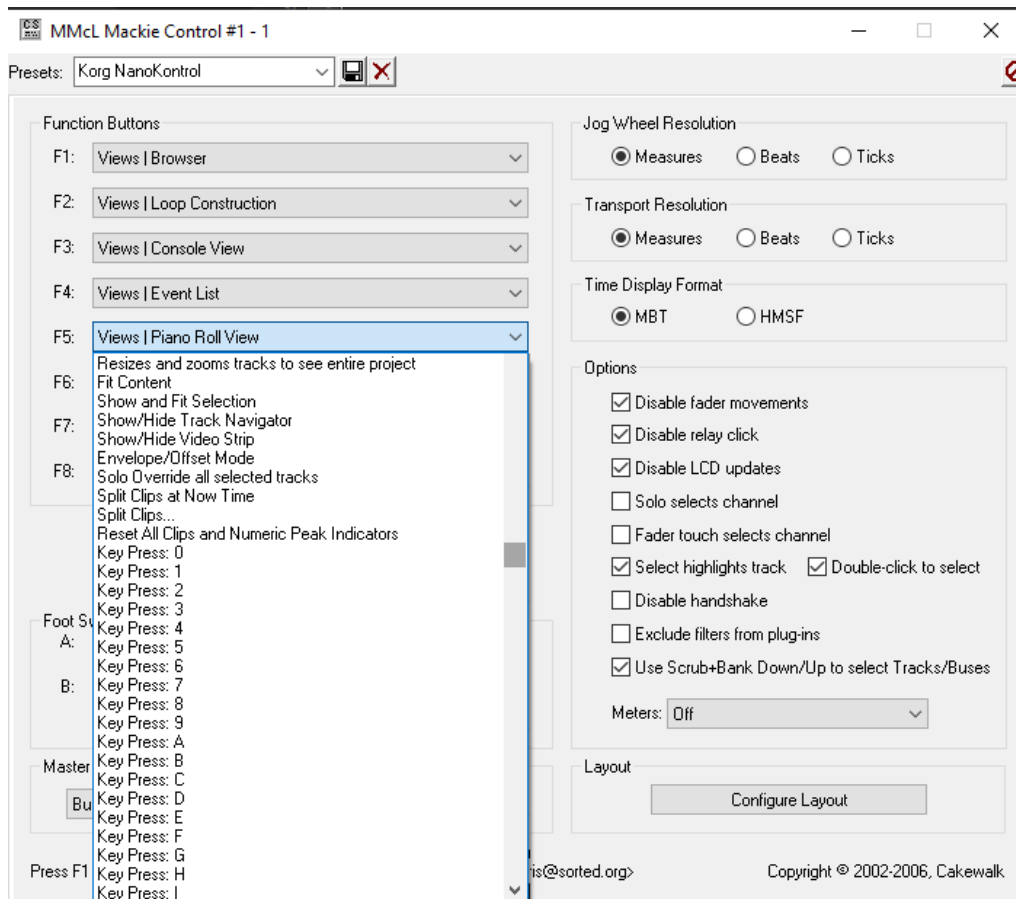 MMcL Mackie Control #1 - 1
Presets: Korg NanoKontrol
Function Buttons
F1: Views | Browser
F2: Views | Loop Construction
F3: Views | Console View
F4: Views | Event List
F5: Views | Piano Roll View
Resizes and zooms tracks to see entire project
Fit Content
Show and Fit Selection
Show/Hide Track Navigator
Show/Hide Video Strip
Envelope/Offset Mode
Solo Override all selected tracks
Split Clips at Now Time
Split Clips...
Reset All Clips and Numeric Peak Indicators
Key Press: 0
Key Press: 1
Key Press: 2
Key Press: 3
Key Press: 4
Key Press: 5
Key Press: 6
Key Press: 7
Key Press: 8
Key Press: 9
Key Press: A
Key Press: B
Key Press: C
Key Press: D
Key Press: E
Key Press: F
Key Press: G
Key Press: H
Key Press: I
F6:
F7:
F8:
Foot Sw
A:
B:
Master
Bu
Press F1
ris@sorted.org>
Jog Wheel Resolution
Measures Beats Ticks
Transport Resolution
Measures Beats Ticks
Time Display Format
MBT HMSF
Options
Disable fader movements
Disable relay click
Disable LCD updates
Solo selects channel
Fader touch selects channel
Select highlights track Double-click to select
Disable handshake
Exclude filters from plug-ins
Use Scrub+Bank Down/Up to select Tracks/Buses
Meters: Off
Layout
Configure Layout
Copyright © 2002-2006, Cakewalk